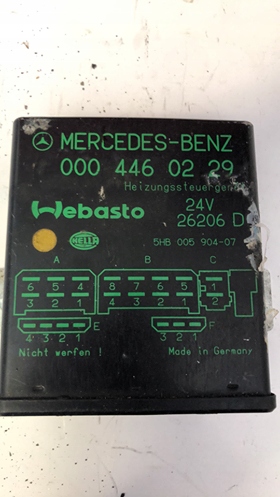 MERCEDES-BENZ
000 446 02 29
Heizungssteuergerä
Webasto
24V
26206 D
HELLA
5HB 005 904-07
A B C
6 5 4 8 7 6 5 1
3 2 1 4 3 2 1 2
E F
4 3 2 1 3 2 1
Nicht werfen ! Made in Germany